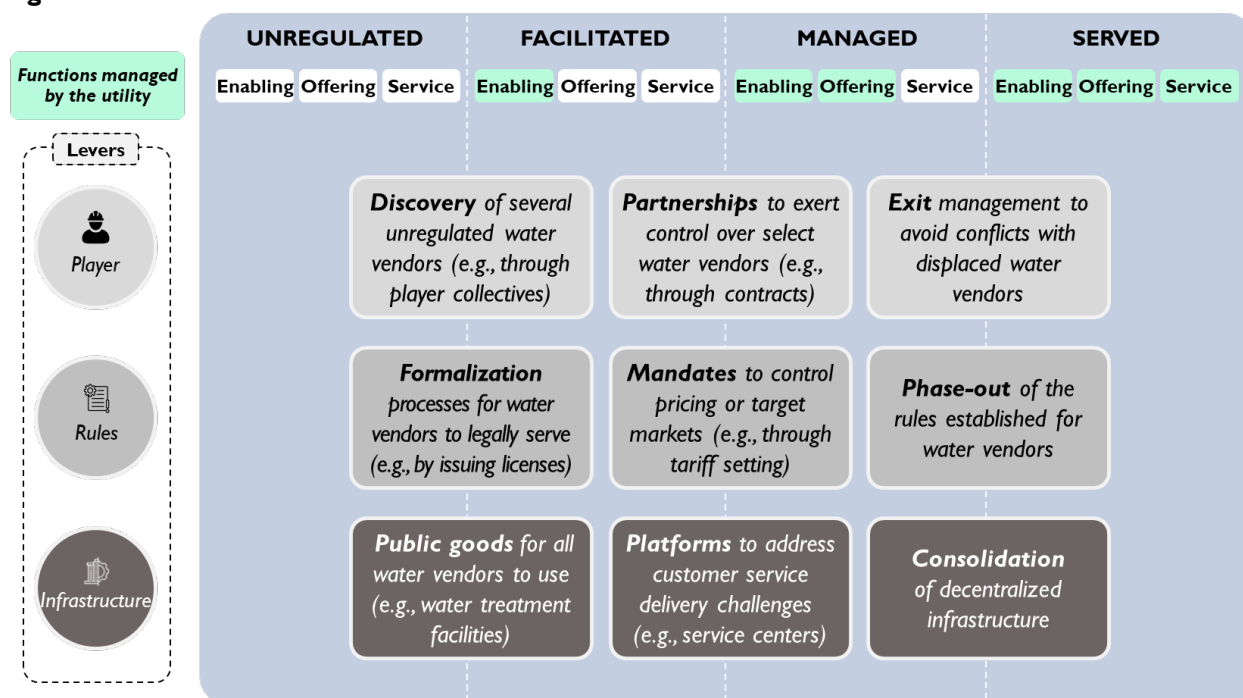 UNREGULATED
FACILITATED
MANAGED
SERVED
Functions managed
by the utility
Enabling Offering Service
Enabling Offering Service
Enabling Offering Service
Enabling Offering Service
Levers
Player
Discovery of several
unregulated water
vendors (e.g., through
player collectives)
Partnerships to exert
control over select
water vendors (e.g.,
through contracts)
Exit management to
avoid conflicts with
displaced water
vendors
Rules
Formalization
processes for water
vendors to legally serve
(e.g., by issuing licenses)
Mandates to control
pricing or target
markets (e.g., through
tariff setting)
Phase-out of the
rules established for
water vendors
Infrastructure
Public goods for all
water vendors to use
(e.g., water treatment
facilities)
Platforms to address
customer service
delivery challenges
(e.g., service centers)
Consolidation
of decentralized
infrastructure